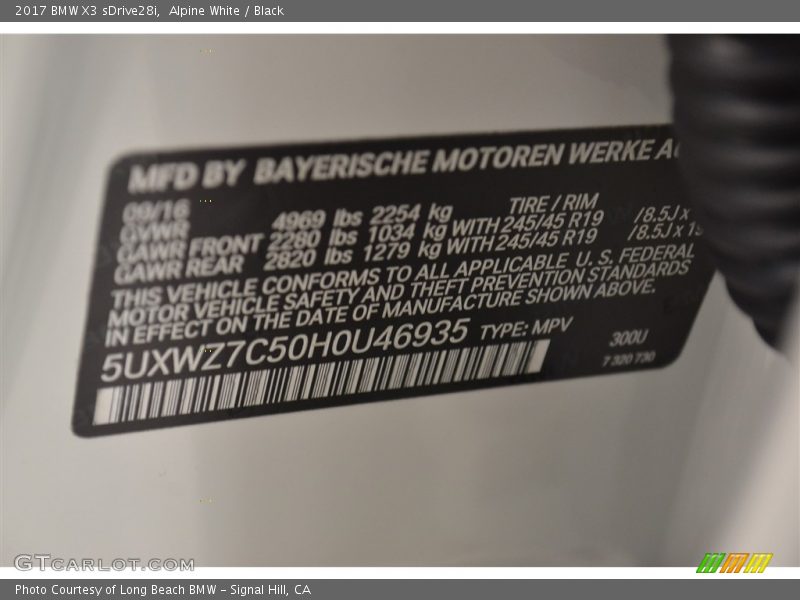 2017 BMW X3 sDrive28i,  Alpine White / Black
MFD BY BAYERISCHE MOTOREN WERKE AG
09/16 TIRE / RIM
GVWR 4969 lbs 2254 kg
GAWR FRONT 2280 lbs 1034 kg WITH 245/45 R19 /8.5J x
GAWR REAR 2820 lbs 1279 kg WITH 245/45 R19 /8.5J x 19
THIS VEHICLE CONFORMS TO ALL APPLICABLE U. S. FEDERAL
MOTOR VEHICLE SAFETY AND THEFT PREVENTION STANDARDS
IN EFFECT ON THE DATE OF MANUFACTURE SHOWN ABOVE.
5UXWZ7C50H0U46935 TYPE: MPV
300U
7 320 730
GTCARLOT.COM
Photo Courtesy of Long Beach BMW - Signal Hill, CA